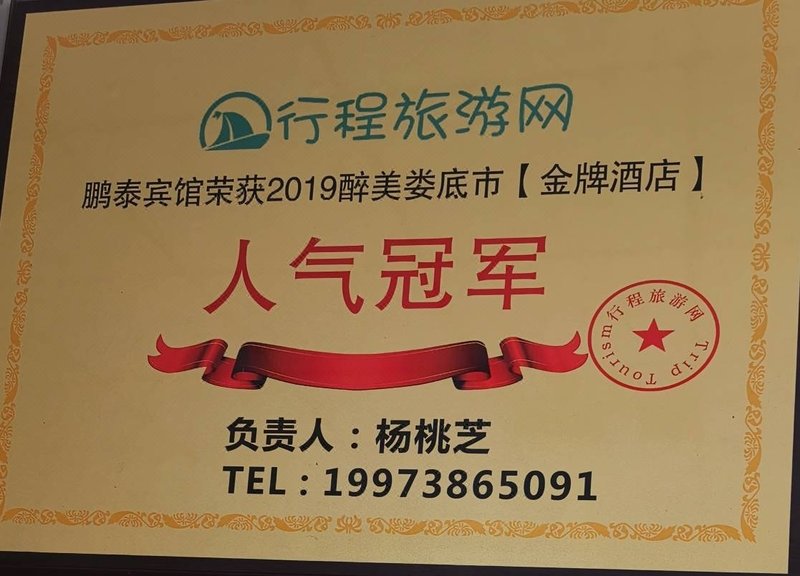 行程旅游网
鹏泰宾馆荣获2019醉美娄底市【金牌酒店】
人气冠军
行程旅游网
Trip Tourism
负责人：杨桃芝
TEL：19973865091